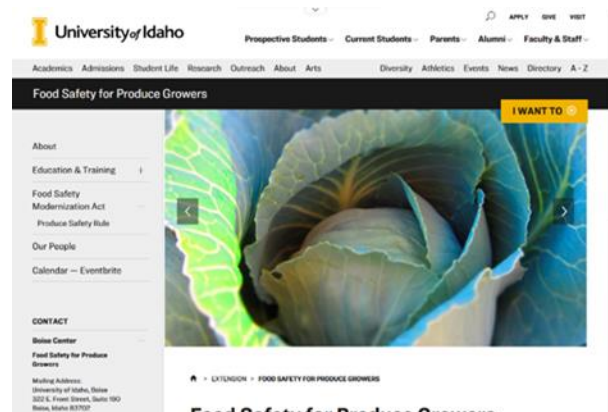 University of Idaho
APPLY GIVE VISIT
Prospective Students Current Students Parents Alumni Faculty & Staff
Academics Admissions Student Life Research Outreach About Arts Diversity Athletics Events News Directory A - Z
Food Safety for Produce Growers
I WANT TO
About
Education & Training +
Food Safety
Modernization Act
Produce Safety Rule
Our People
Calendar — Eventbrite
CONTACT
Boise Center
Food Safety for Produce
Growers
Mailing Address:
University of Idaho, Boise
322 E. Front Street, Suite 190
Boise, Idaho 83702
> EXTENSION > FOOD SAFETY FOR PRODUCE GROWERS
Food Safety for Produce Growers